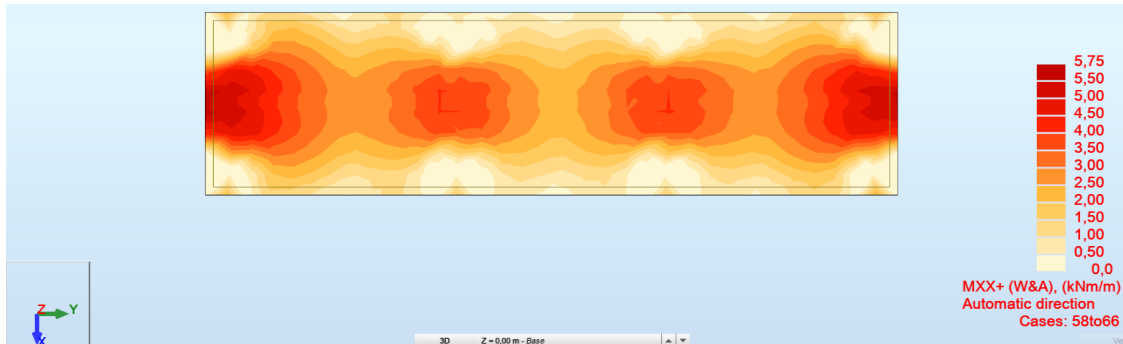 5,75
5,50
5,00
4,50
4,00
3,50
3,00
2,50
2,00
1,50
1,00
0,50
0,0
MXX+ (W&A), (kNm/m)
Automatic direction
Cases: 58to66
Z
Y
X
3D Z = 0,00 m - Base